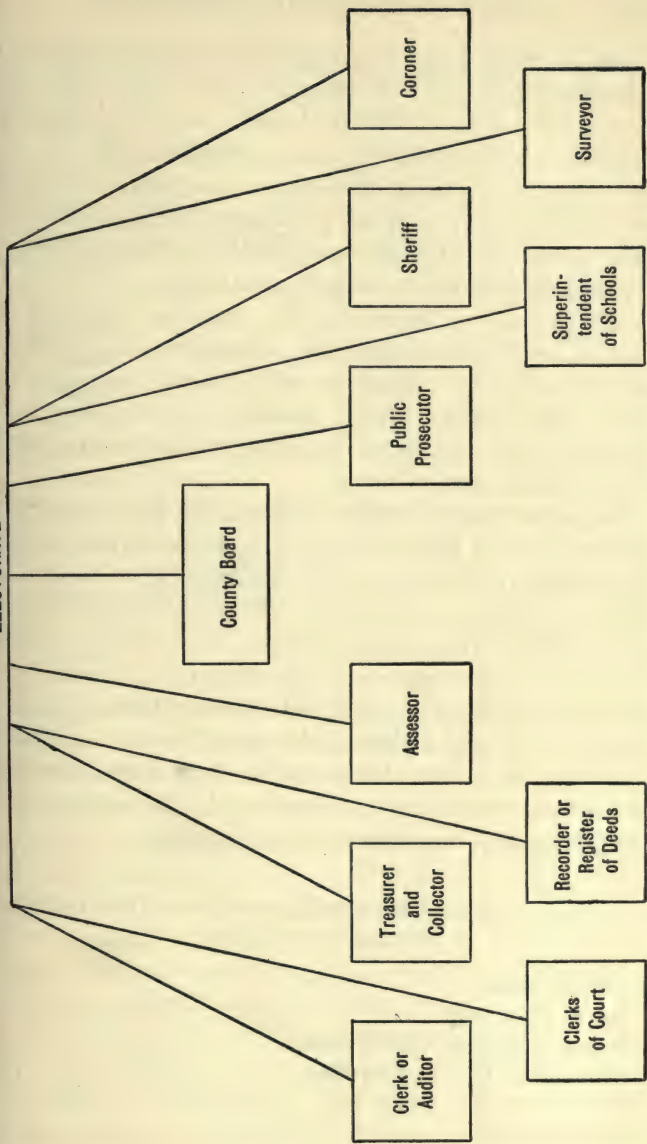 County Board
Clerk or
Auditor
Treasurer
and
Collector
Assessor
Public
Prosecutor
Sheriff
Coroner
Clerks
of Court
Recorder or
Register
of Deeds
Superin-
tendent
of Schools
Surveyor